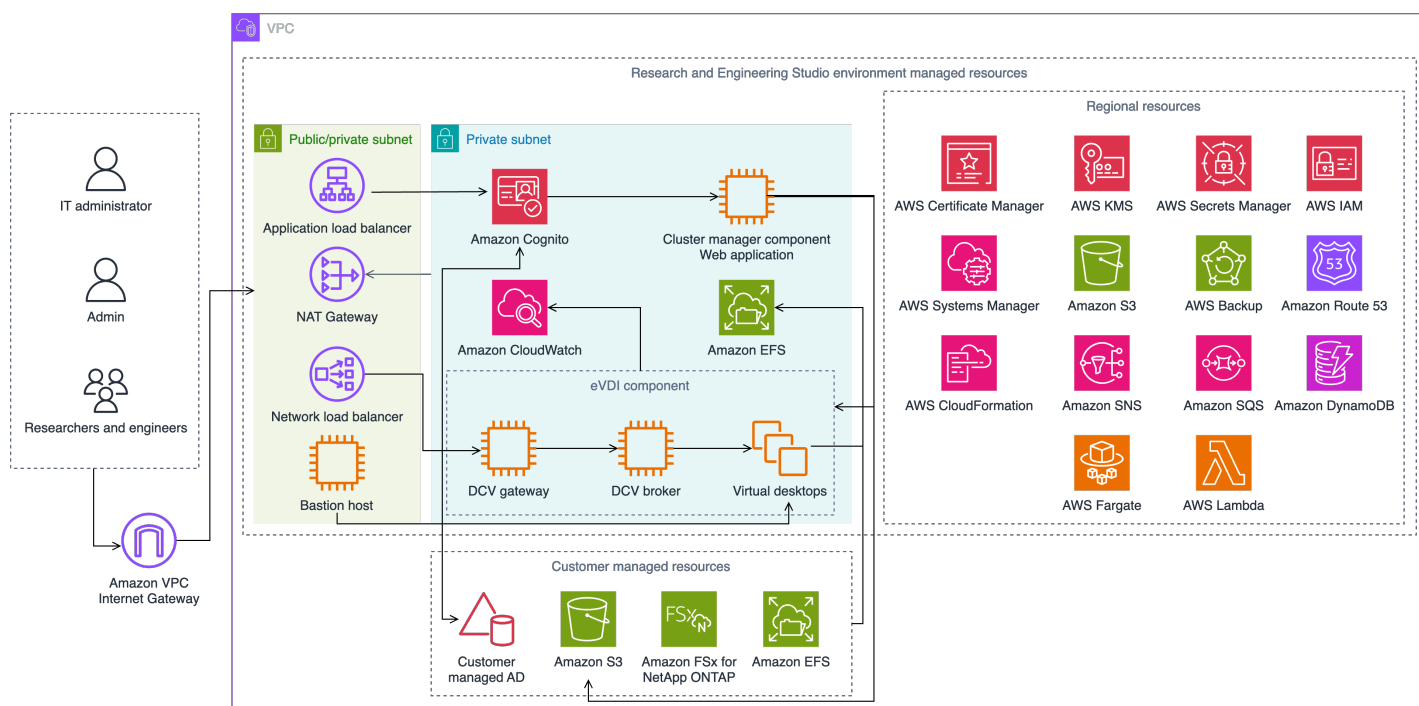 VPC
Research and Engineering Studio environment managed resources
IT administrator
Admin
Researchers and engineers
Amazon VPC
Internet Gateway
Public/private subnet
Application load balancer
NAT Gateway
Network load balancer
Bastion host
Private subnet
Amazon Cognito
Cluster manager component
Web application
Amazon CloudWatch
Amazon EFS
eVDI component
DCV gateway
DCV broker
Virtual desktops
Regional resources
AWS Certificate Manager
AWS KMS
AWS Secrets Manager
AWS IAM
AWS Systems Manager
Amazon S3
AWS Backup
53
Amazon Route 53
AWS CloudFormation
Amazon SNS
Amazon SQS
Amazon DynamoDB
AWS Fargate
AWS Lambda
Customer managed resources
Customer
managed AD
Amazon S3
FSx
N
Amazon FSx for
NetApp ONTAP
Amazon EFS